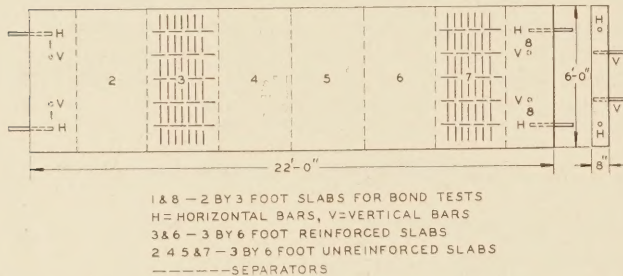 H H H
1 8
V V V
2 3 4 5 6 7 6'-0"
V V V
1 8
H H H
22'-0" 8"
1 & 8 — 2 BY 3 FOOT SLABS FOR BOND TESTS
H = HORIZONTAL BARS, V = VERTICAL BARS
3 & 6 — 3 BY 6 FOOT REINFORCED SLABS
2 4 5 & 7 — 3 BY 6 FOOT UNREINFORCED SLABS
-------SEPARATORS